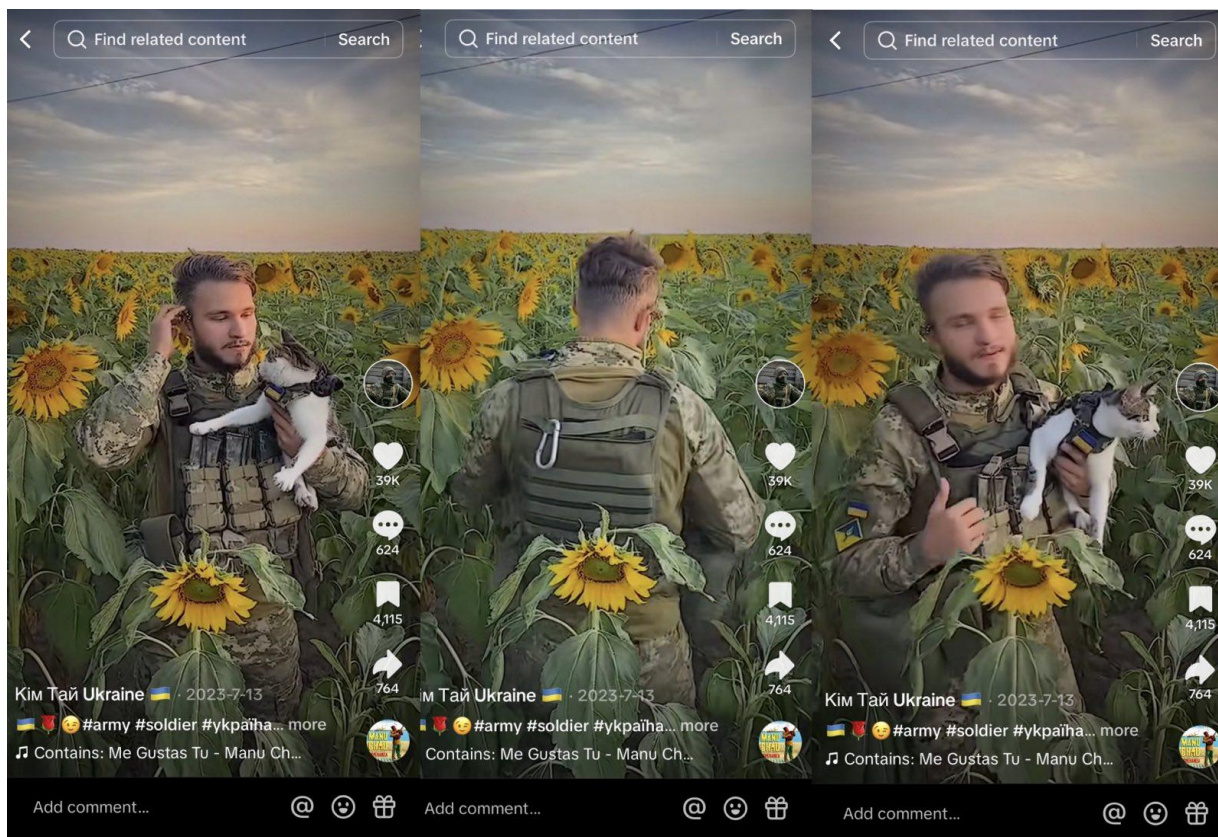 Find related content
Search
39K
624
4,115
764
Кім Тай Ukraine 🇺🇦 · 2023-7-13
🇺🇦🌹😉 #army #soldier #україна... more
♫ Contains: Me Gustas Tu - Manu Ch...
Add comment...
@
Find related content
Search
39K
624
4,115
764
ім Тай Ukraine 🇺🇦 · 2023-7-13
🌹😉 #army #soldier #україна... more
Contains: Me Gustas Tu - Manu Ch...
Add comment...
@
Find related content
Search
39K
624
4,115
764
Кім Тай Ukraine 🇺🇦 · 2023-7-13
🇺🇦🌹😉 #army #soldier #україна... more
♫ Contains: Me Gustas Tu - Manu Ch...
Add comment...
@